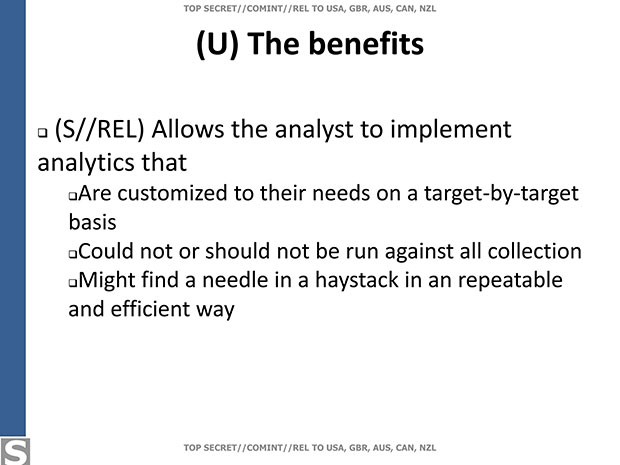 TOP SECRET//COMINT//REL TO USA, GBR, AUS, CAN, NZL
(U) The benefits
❑ (S//REL) Allows the analyst to implement
analytics that
❑Are customized to their needs on a target-by-target
basis
❑Could not or should not be run against all collection
❑Might find a needle in a haystack in an repeatable
and efficient way
TOP SECRET//COMINT//REL TO USA, GBR, AUS, CAN, NZL
S